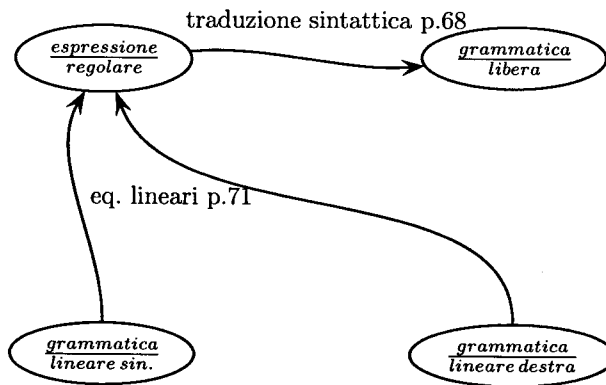 traduzione sintattica p.68
espressione
regolare
grammatica
libera
eq. lineari p.71
grammatica
lineare sin.
grammatica
lineare destra